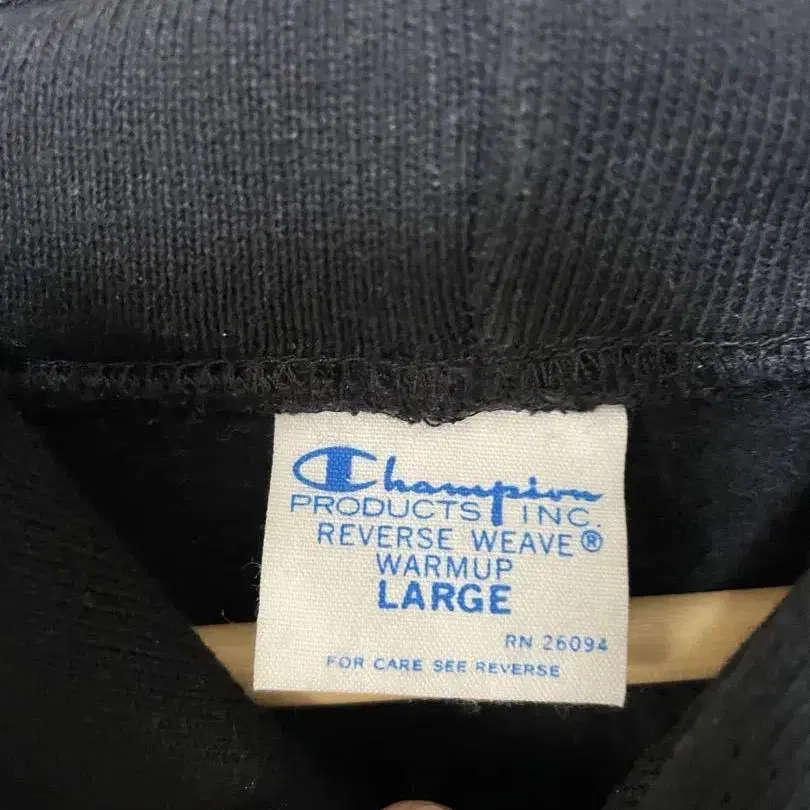 Champion
PRODUCTS INC.
REVERSE WEAVE®
WARMUP
LARGE
RN 26094
FOR CARE SEE REVERSE